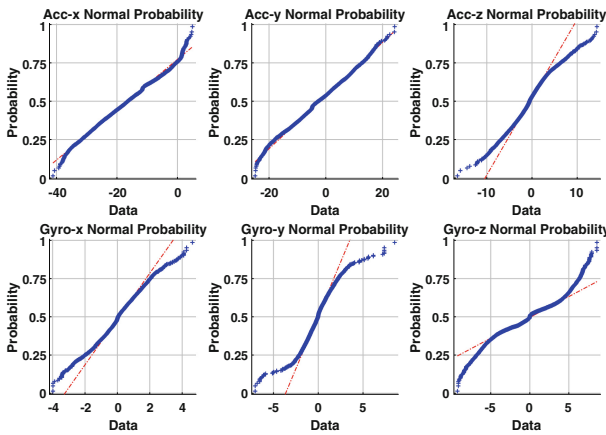 Acc-x Normal Probability
Acc-y Normal Probability
Acc-z Normal Probability
Probability
1
0.75
0.5
0.25
0
-40 -20 0
Data
Probability
1
0.75
0.5
0.25
0
-20 0 20
Data
Probability
1
0.75
0.5
0.25
0
-10 0 10
Data
Gyro-x Normal Probability
Gyro-y Normal Probability
Gyro-z Normal Probability
Probability
1
0.75
0.5
0.25
0
-4 -2 0 2 4
Data
Probability
1
0.75
0.5
0.25
0
-5 0 5
Data
Probability
1
0.75
0.5
0.25
0
-5 0 5
Data